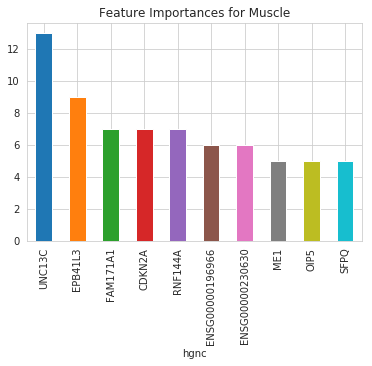 Feature Importances for Muscle
12
10
8
6
4
2
0
UNC13C
EPB41L3
FAM171A1
CDKN2A
RNF144A
ENSG00000196966
ENSG00000230630
ME1
OIP5
SFPQ
hgnc